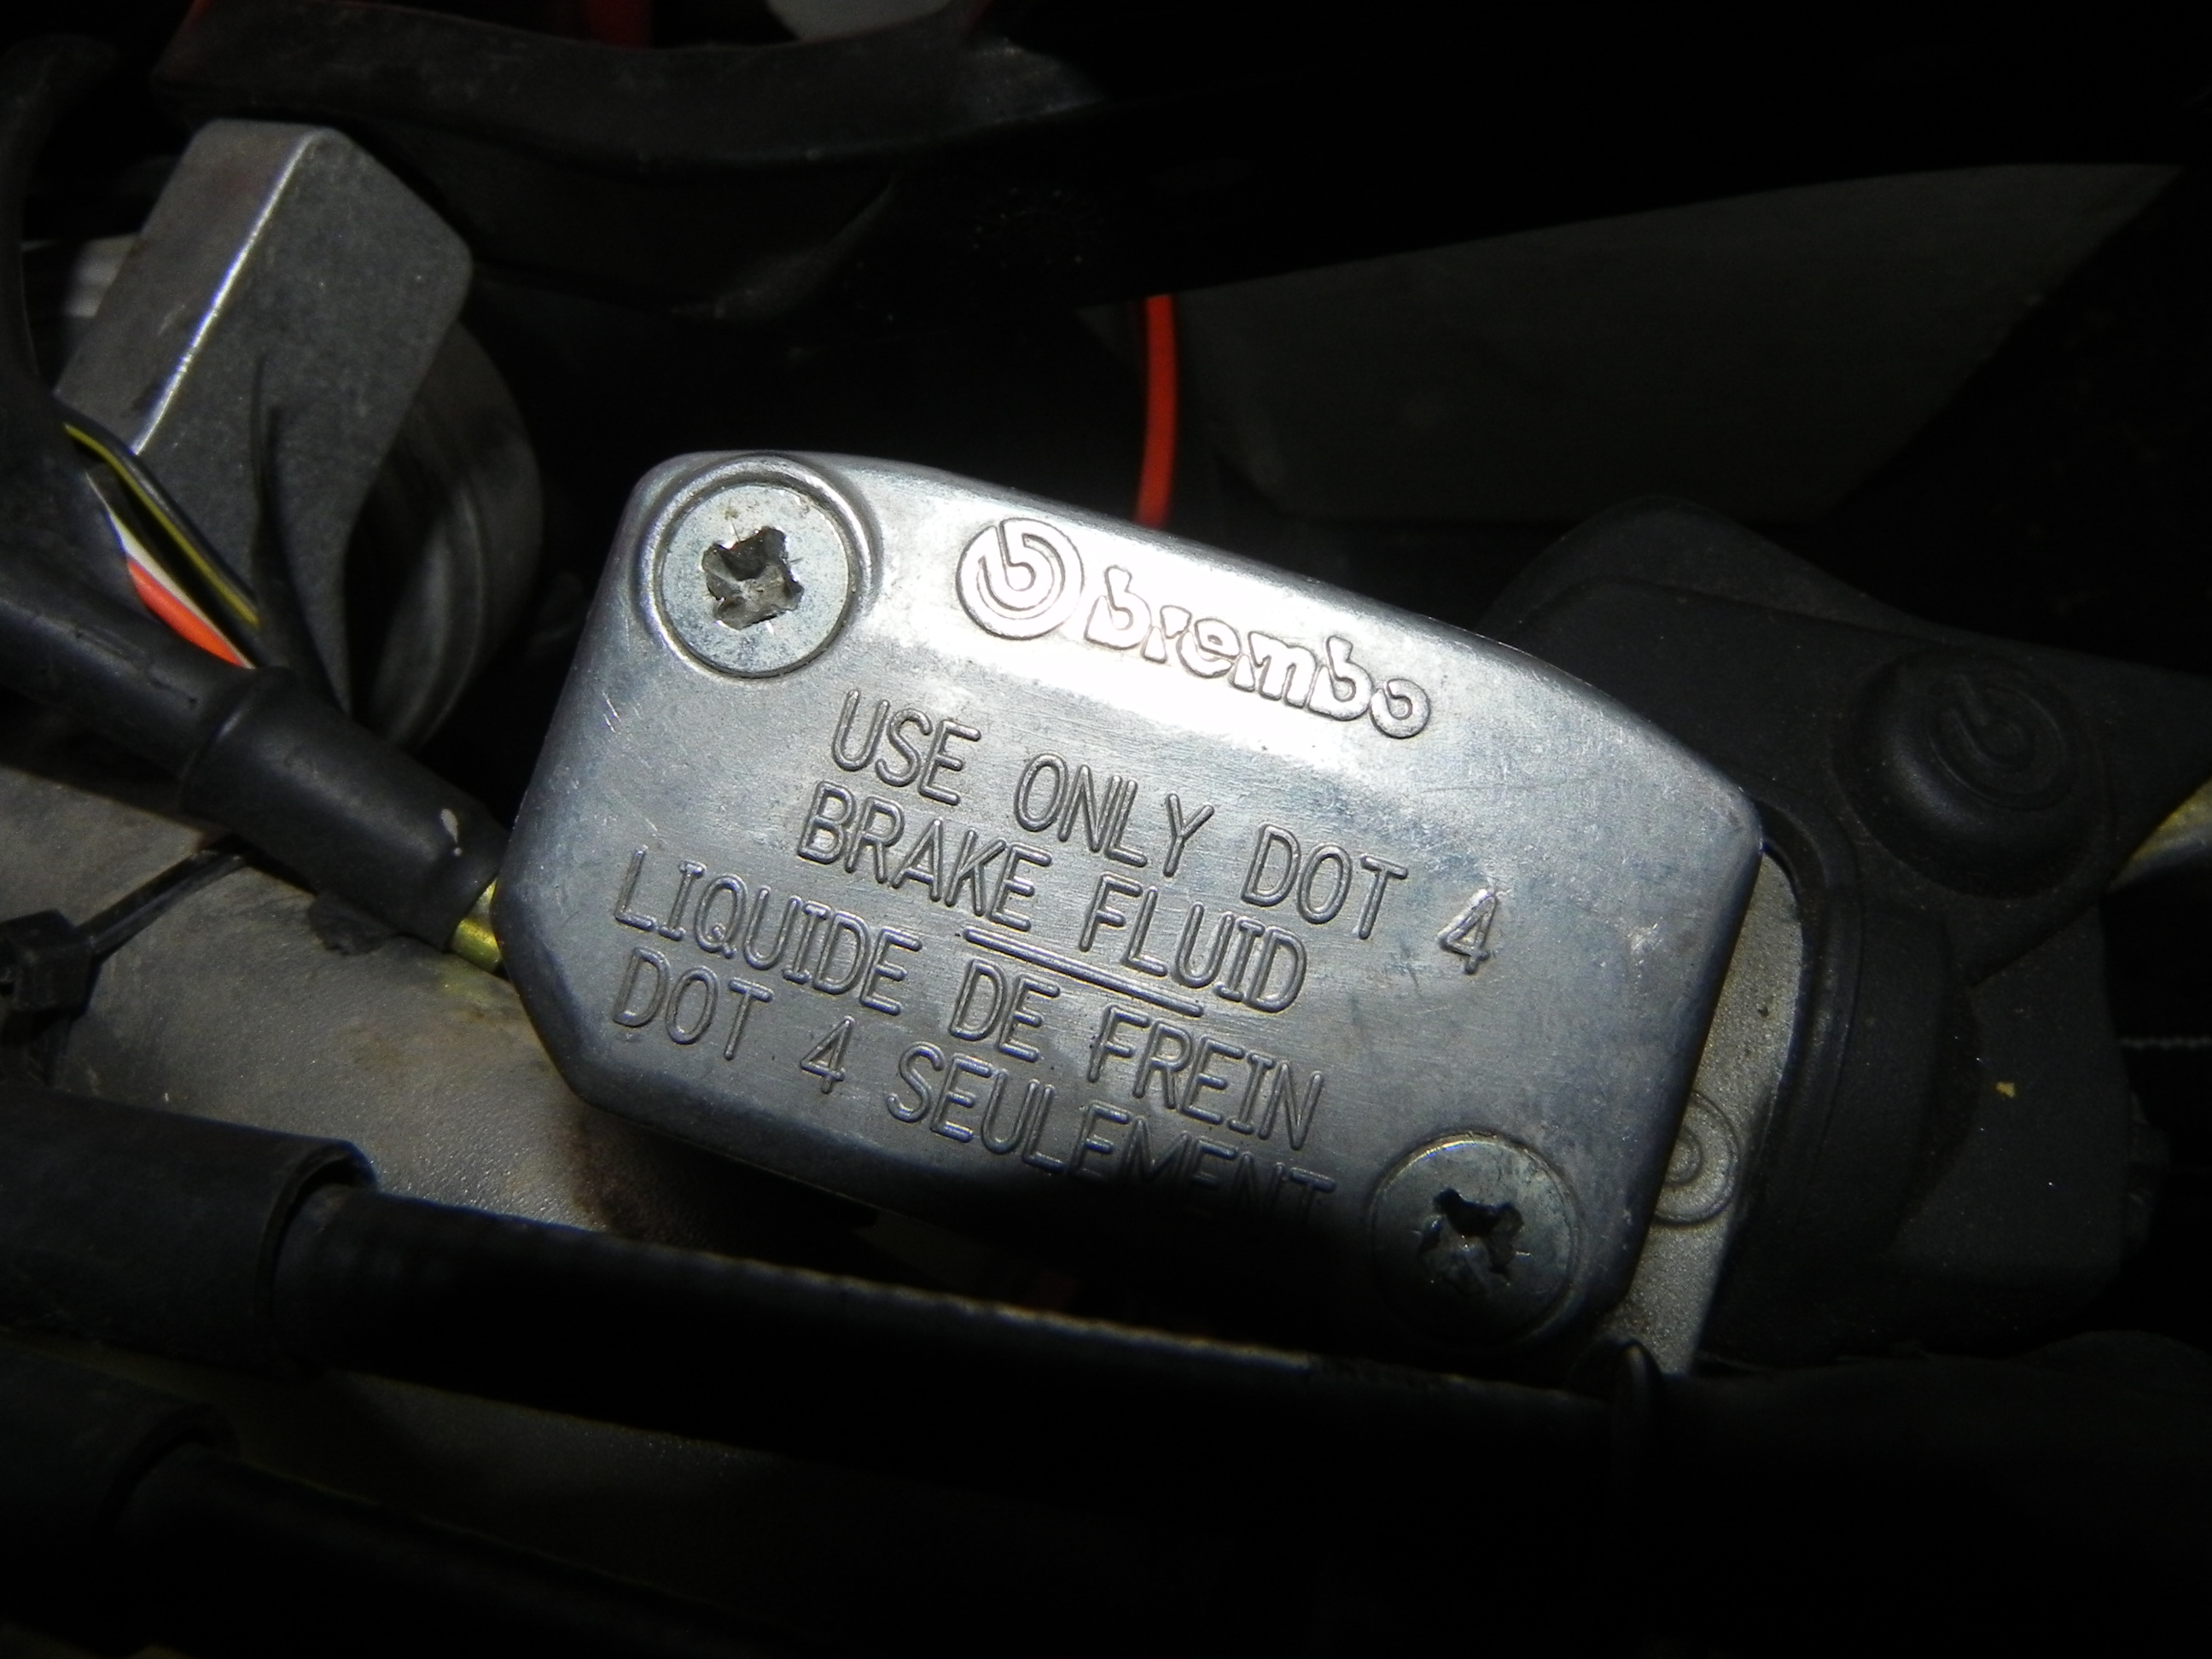 brembo
USE ONLY DOT 4
BRAKE FLUID
LIQUIDE DE FREIN
DOT 4 SEULEMENT